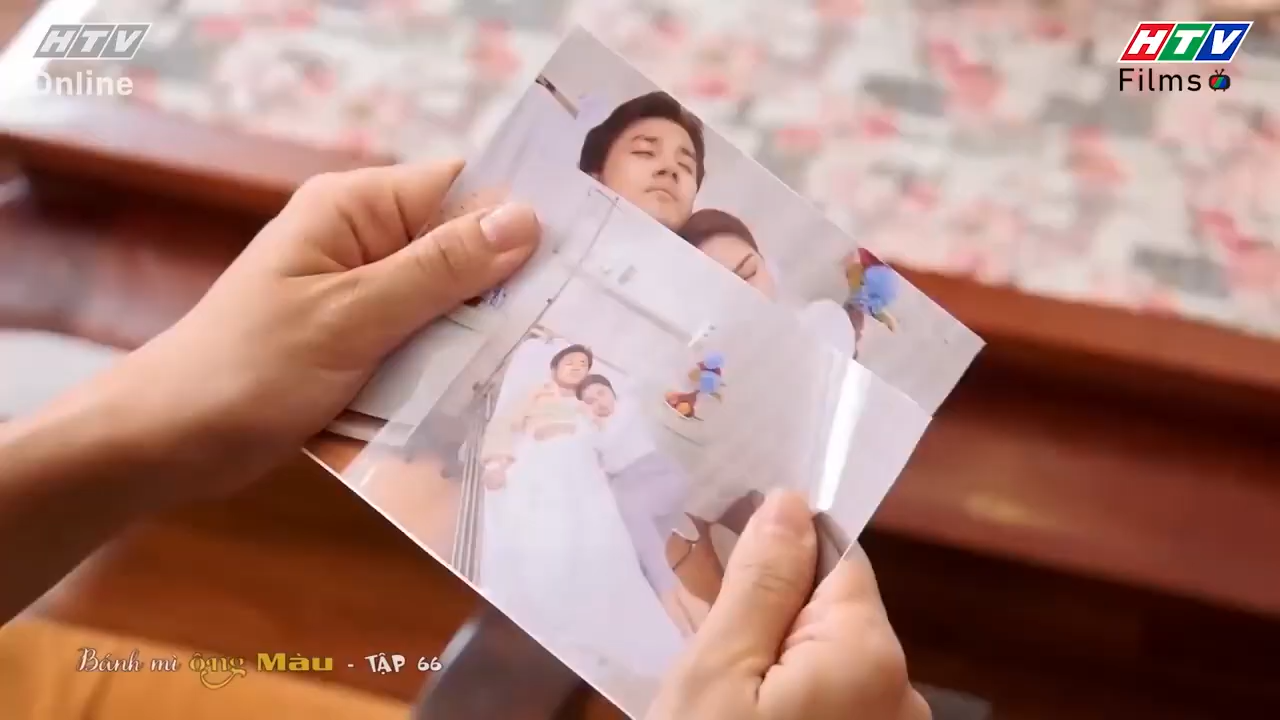 HTV
Online
HTV
Films
Bánh mì ông Màu - TẬP 66